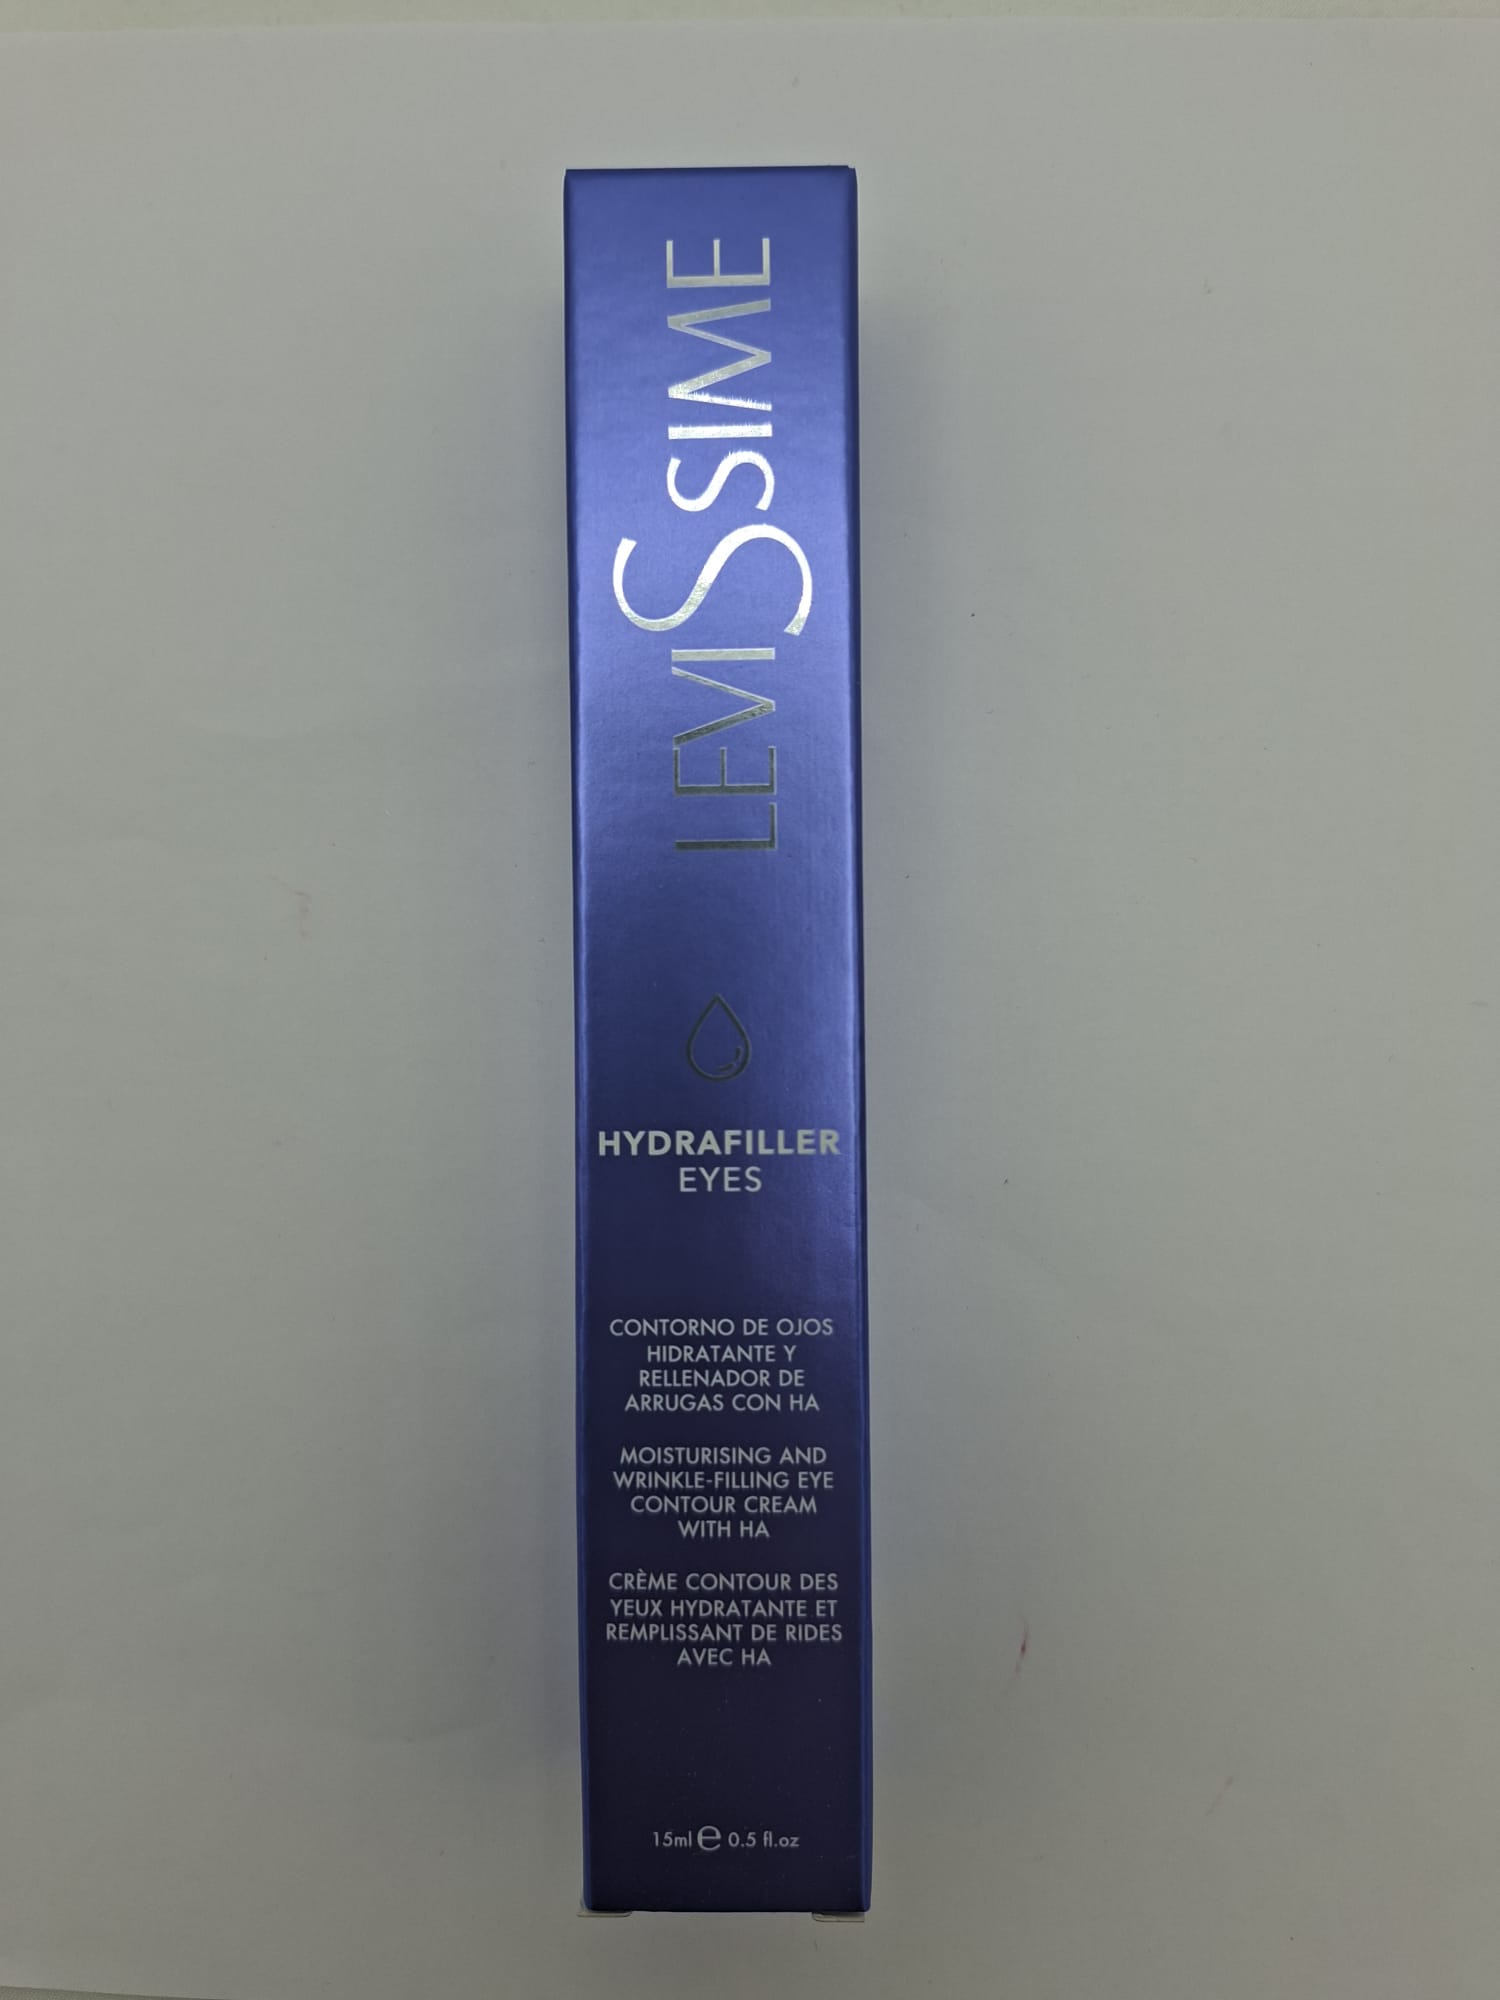 LEVISSIME
HYDRAFILLER
EYES
CONTORNO DE OJOS
HIDRATANTE Y
RELLENADOR DE
ARRUGAS CON HA
MOISTURISING AND
WRINKLE-FILLING EYE
CONTOUR CREAM
WITH HA
CRÈME CONTOUR DES
YEUX HYDRATANTE ET
REMPLISSANT DE RIDES
AVEC HA
15ml e 0.5 fl.oz